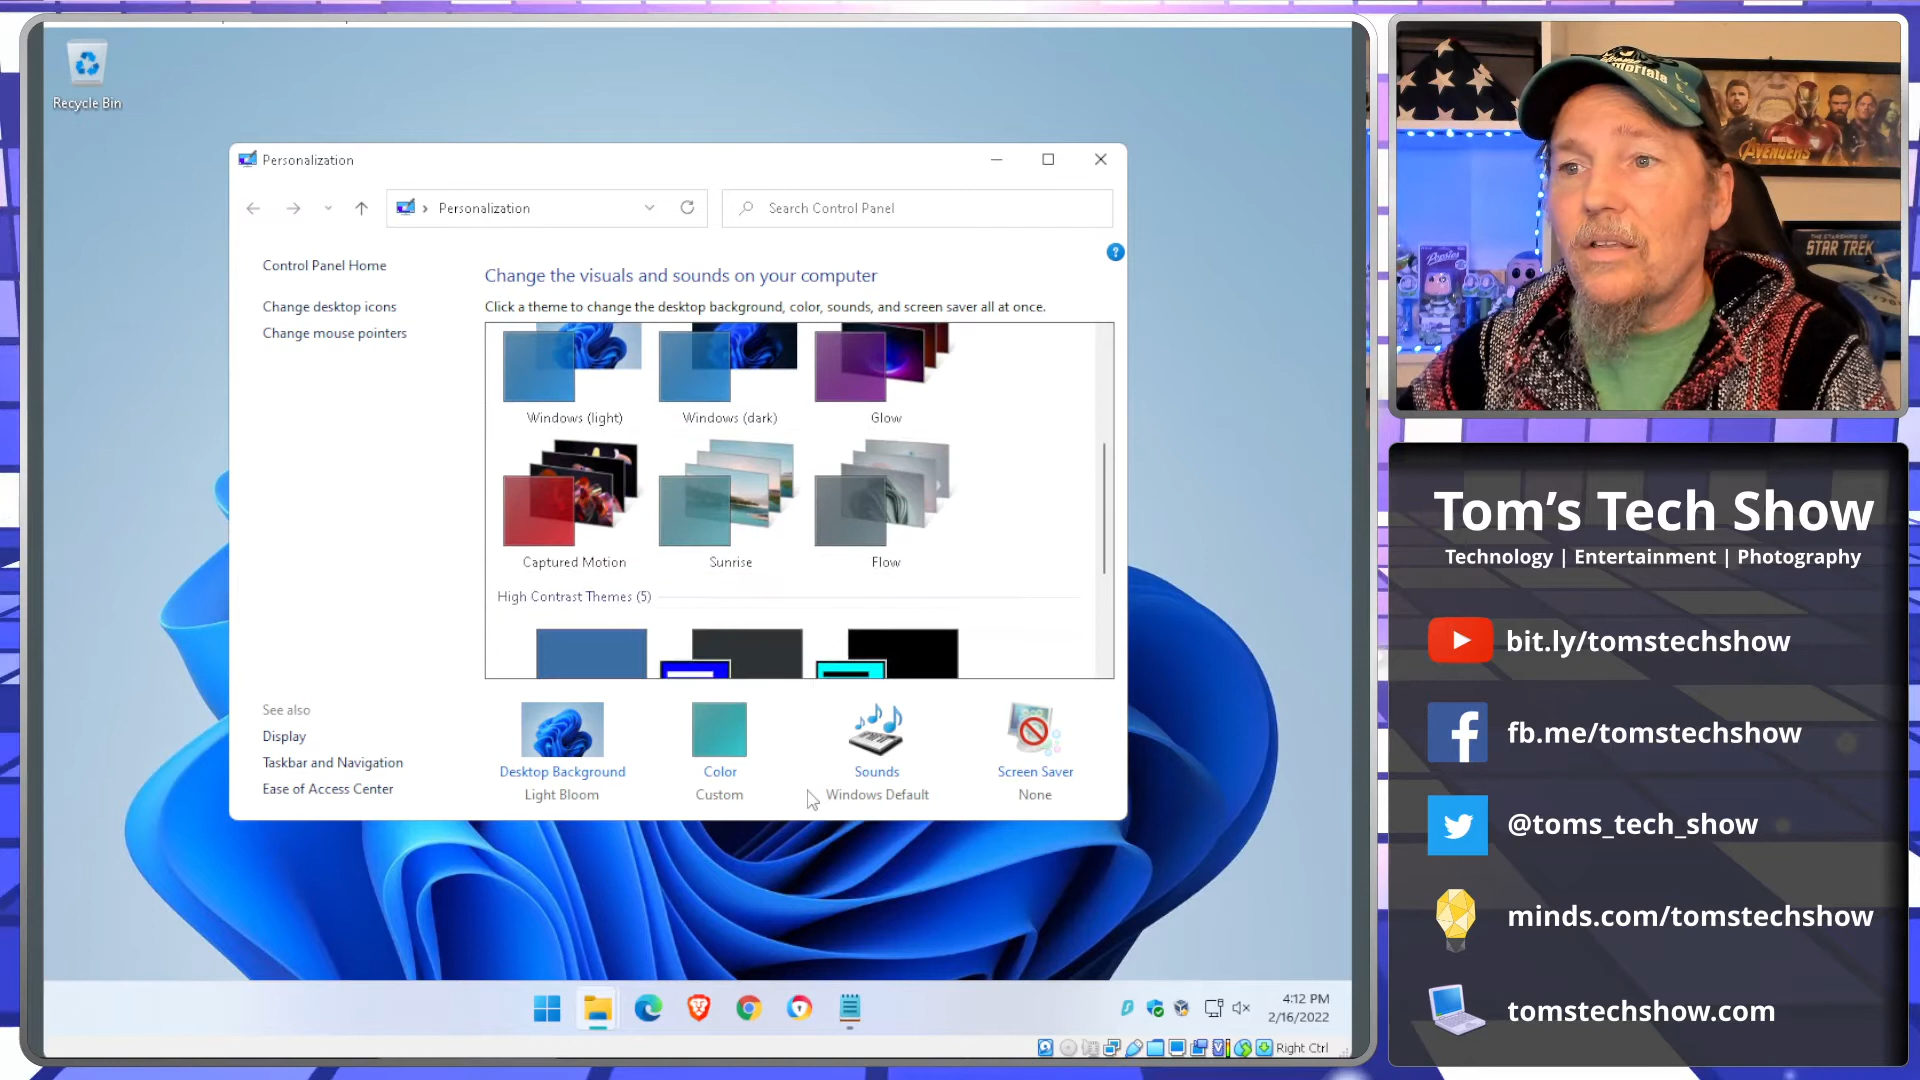 Recycle Bin
Personalization
Personalization
Search Control Panel
Control Panel Home
Change desktop icons
Change mouse pointers
Change the visuals and sounds on your computer
Click a theme to change the desktop background, color, sounds, and screen saver all at once.
Windows (light)
Windows (dark)
Glow
Captured Motion
Sunrise
Flow
High Contrast Themes (5)
See also
Display
Taskbar and Navigation
Ease of Access Center
Desktop Background
Light Bloom
Color
Custom
Sounds
Windows Default
Screen Saver
None
4:12 PM
2/16/2022
Right Ctrl
mortals
AVENGERS
THE STARSHIPS OF
STAR TREK
Tom's Tech Show
Technology | Entertainment | Photography
bit.ly/tomstechshow
fb.me/tomstechshow
@toms_tech_show
minds.com/tomstechshow
tomstechshow.com